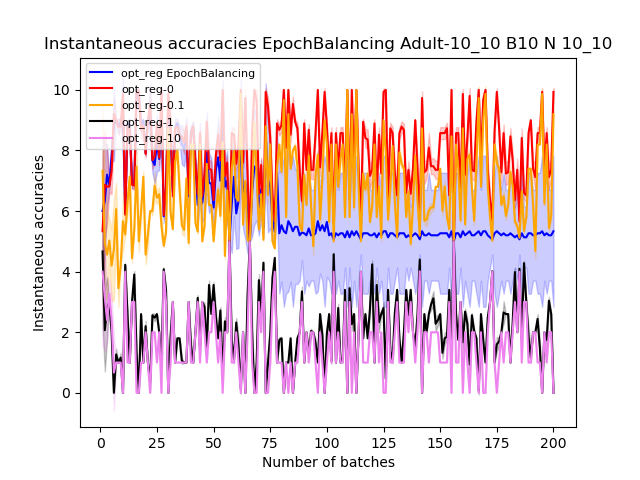 Instantaneous accuracies EpochBalancing Adult-10_10 B10 N 10_10
opt_reg EpochBalancing
opt_reg-0
opt_reg-0.1
opt_reg-1
opt_reg-10
Instantaneous accuracies
10
8
6
4
2
0
0 25 50 75 100 125 150 175 200
Number of batches